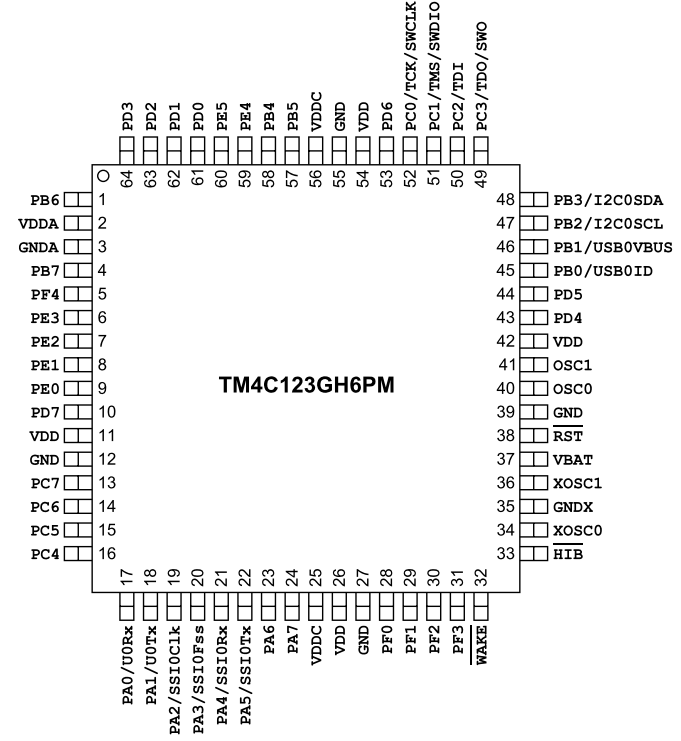 PD3
PD2
PD1
PD0
PE5
PE4
PB4
PB5
VDDC
GND
VDD
PD6
PC0/TCK/SWCLK
PC1/TMS/SWDIO
PC2/TDI
PC3/TDO/SWO
64
63
62
61
60
59
58
57
56
55
54
53
52
51
50
49
PB6 1
VDDA 2
GNDA 3
PB7 4
PF4 5
PE3 6
PE2 7
PE1 8
PE0 9
PD7 10
VDD 11
GND 12
PC7 13
PC6 14
PC5 15
PC4 16
TM4C123GH6PM
48 PB3/I2C0SDA
47 PB2/I2C0SCL
46 PB1/USB0VBUS
45 PB0/USB0ID
44 PD5
43 PD4
42 VDD
41 OSC1
40 OSC0
39 GND
38 RST
37 VBAT
36 XOSC1
35 GNDX
34 XOSC0
33 HIB
17
18
19
20
21
22
23
24
25
26
27
28
29
30
31
32
PA0/U0Rx
PA1/U0Tx
PA2/SSI0Clk
PA3/SSI0Fss
PA4/SSI0Rx
PA5/SSI0Tx
PA6
PA7
VDDC
VDD
GND
PF0
PF1
PF2
PF3
WAKE